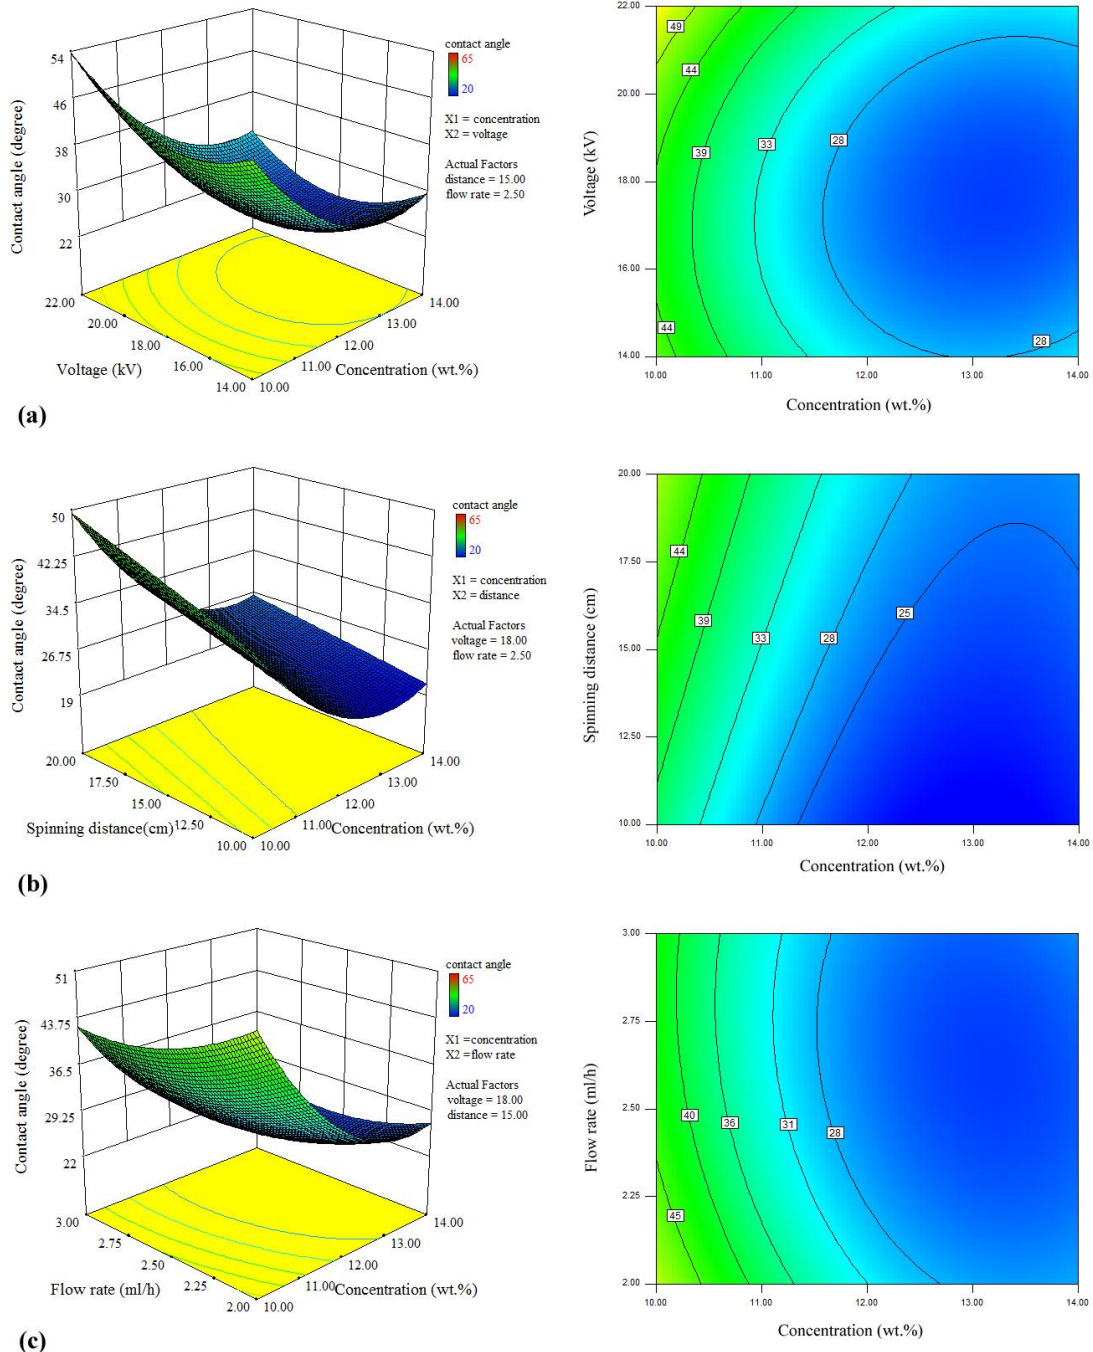 54
46
38
30
22
Contact angle (degree)
22.00
20.00
18.00
16.00
14.00
Voltage (kV)
10.00
11.00
12.00
13.00
14.00
Concentration (wt.%)
contact angle
65
20
X1 = concentration
X2 = voltage
Actual Factors
distance = 15.00
flow rate = 2.50
22.00
20.00
18.00
16.00
14.00
Voltage (kV)
49
44
39
33
28
44
28
10.00
11.00
12.00
13.00
14.00
Concentration (wt.%)
(a)
50
42.25
34.5
26.75
19
Contact angle (degree)
20.00
17.50
15.00
12.50
10.00
Spinning distance(cm)
10.00
11.00
12.00
13.00
14.00
Concentration (wt.%)
contact angle
65
20
X1 = concentration
X2 = distance
Actual Factors
voltage = 18.00
flow rate = 2.50
20.00
17.50
15.00
12.50
10.00
Spinning distance (cm)
44
39
33
28
25
10.00
11.00
12.00
13.00
14.00
Concentration (wt.%)
(b)
51
43.75
36.5
29.25
22
Contact angle (degree)
3.00
2.75
2.50
2.25
2.00
Flow rate (ml/h)
10.00
11.00
12.00
13.00
14.00
Concentration (wt.%)
contact angle
65
20
X1 =concentration
X2 =flow rate
Actual Factors
voltage = 18.00
distance = 15.00
3.00
2.75
2.50
2.25
2.00
Flow rate (ml/h)
40
36
31
28
45
10.00
11.00
12.00
13.00
14.00
Concentration (wt.%)
(c)